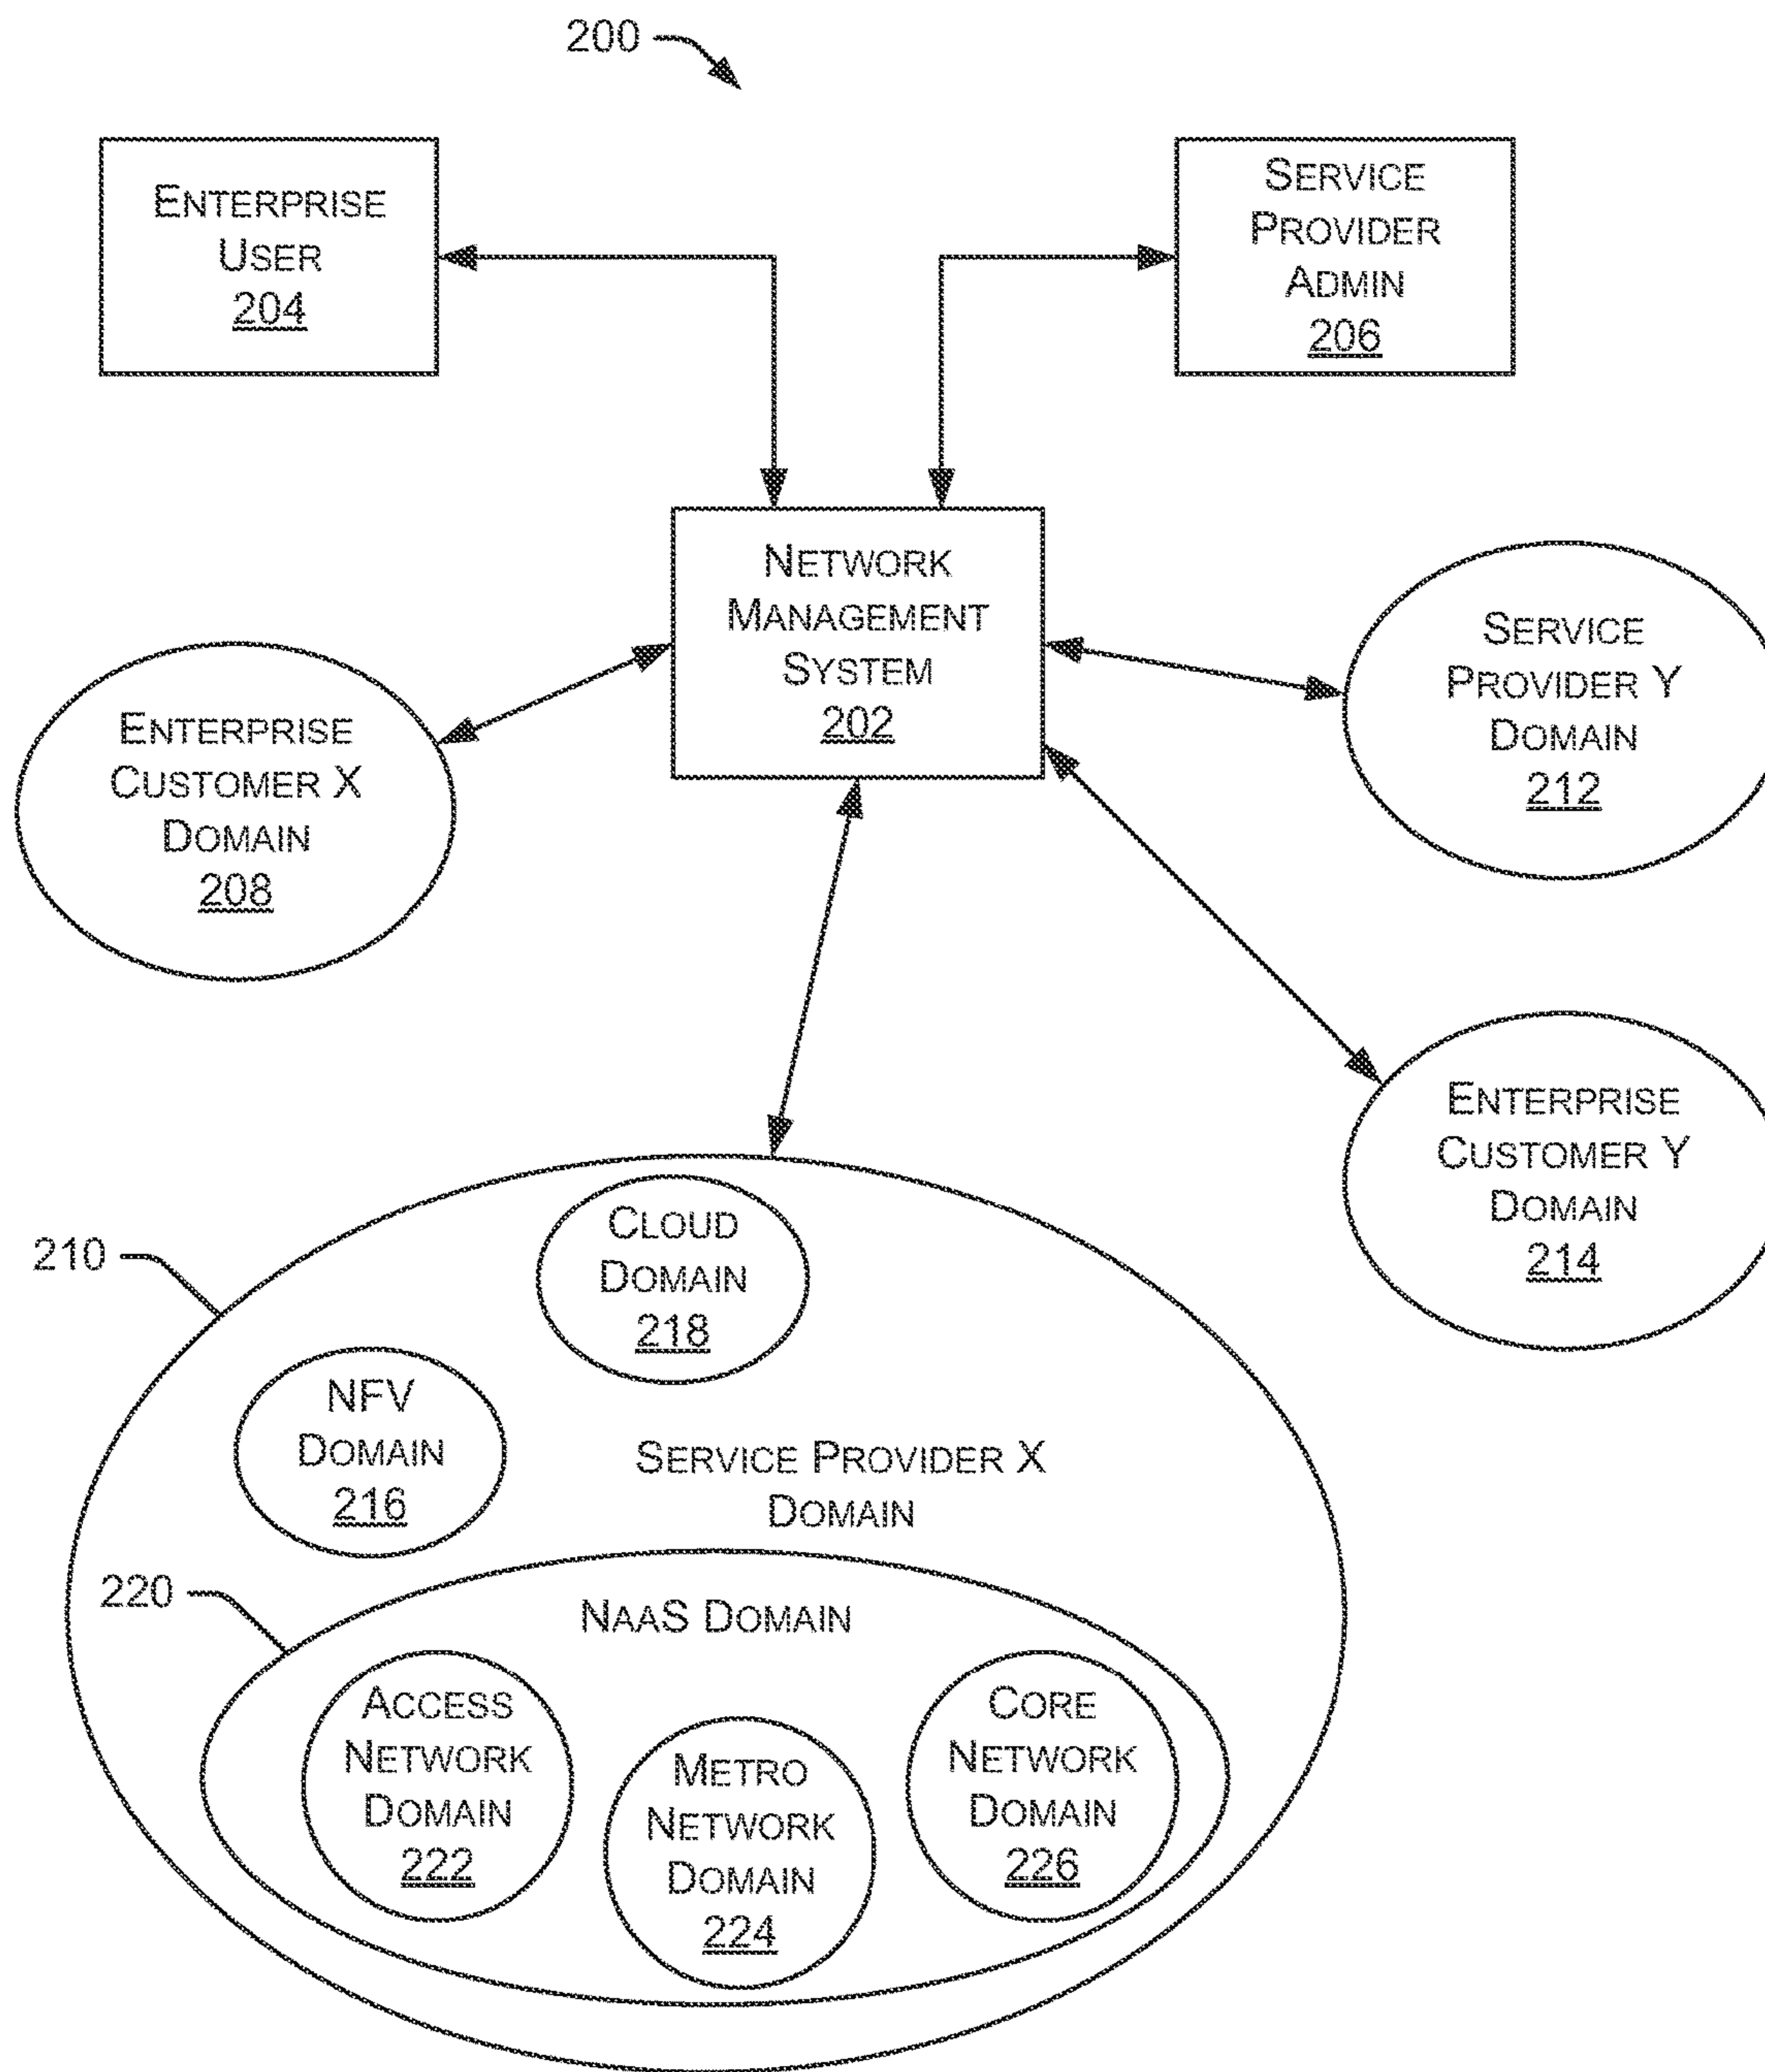 200
ENTERPRISE
USER
204
SERVICE
PROVIDER
ADMIN
206
NETWORK
MANAGEMENT
SYSTEM
202
ENTERPRISE
CUSTOMER X
DOMAIN
208
SERVICE
PROVIDER Y
DOMAIN
212
ENTERPRISE
CUSTOMER Y
DOMAIN
214
210
CLOUD
DOMAIN
218
NFV
DOMAIN
216
SERVICE PROVIDER X
DOMAIN
220
NAAS DOMAIN
ACCESS
NETWORK
DOMAIN
222
METRO
NETWORK
DOMAIN
224
CORE
NETWORK
DOMAIN
226